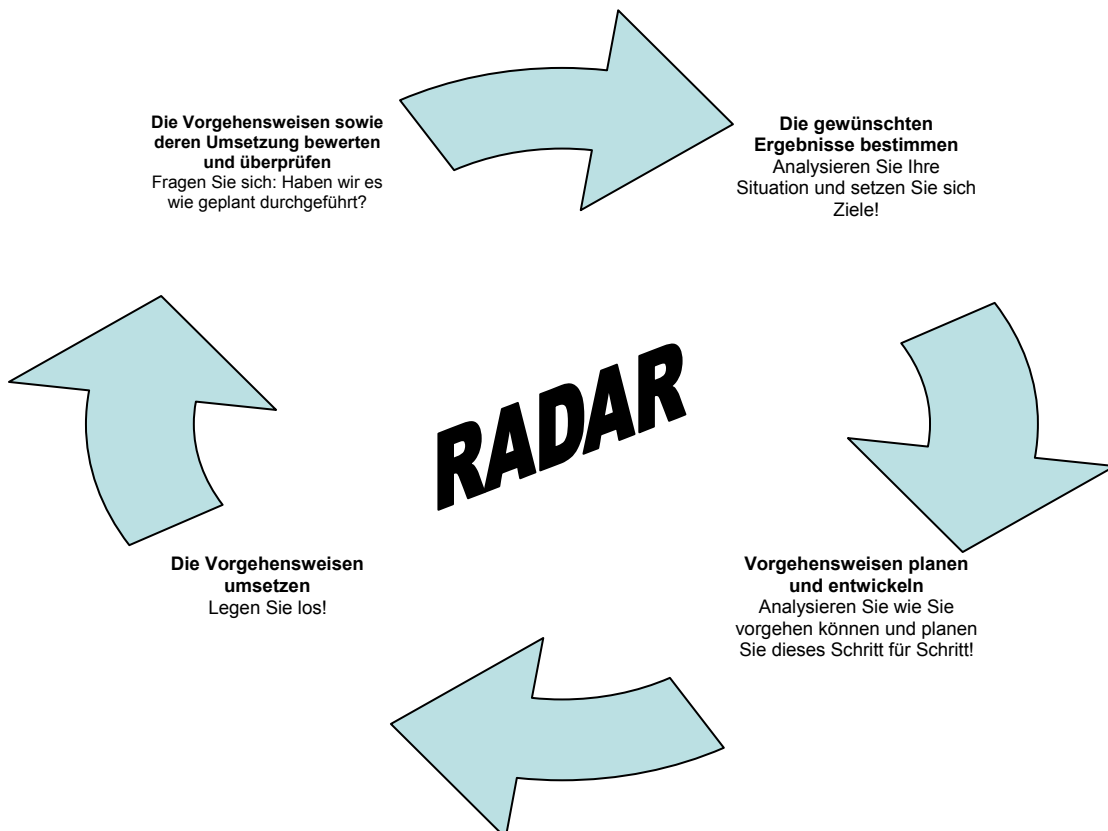 Die Vorgehensweisen sowie
deren Umsetzung bewerten
und überprüfen
Fragen Sie sich: Haben wir es
wie geplant durchgeführt?
Die gewünschten
Ergebnisse bestimmen
Analysieren Sie Ihre
Situation und setzen Sie sich
Ziele!
RADAR
Die Vorgehensweisen
umsetzen
Legen Sie los!
Vorgehensweisen planen
und entwickeln
Analysieren Sie wie Sie
vorgehen können und planen
Sie dieses Schritt für Schritt!